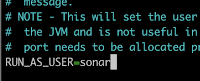 # message.
# NOTE - This will set the user
# the JVM and is not useful in
# port needs to be allocated pr
RUN_AS_USER=sonar